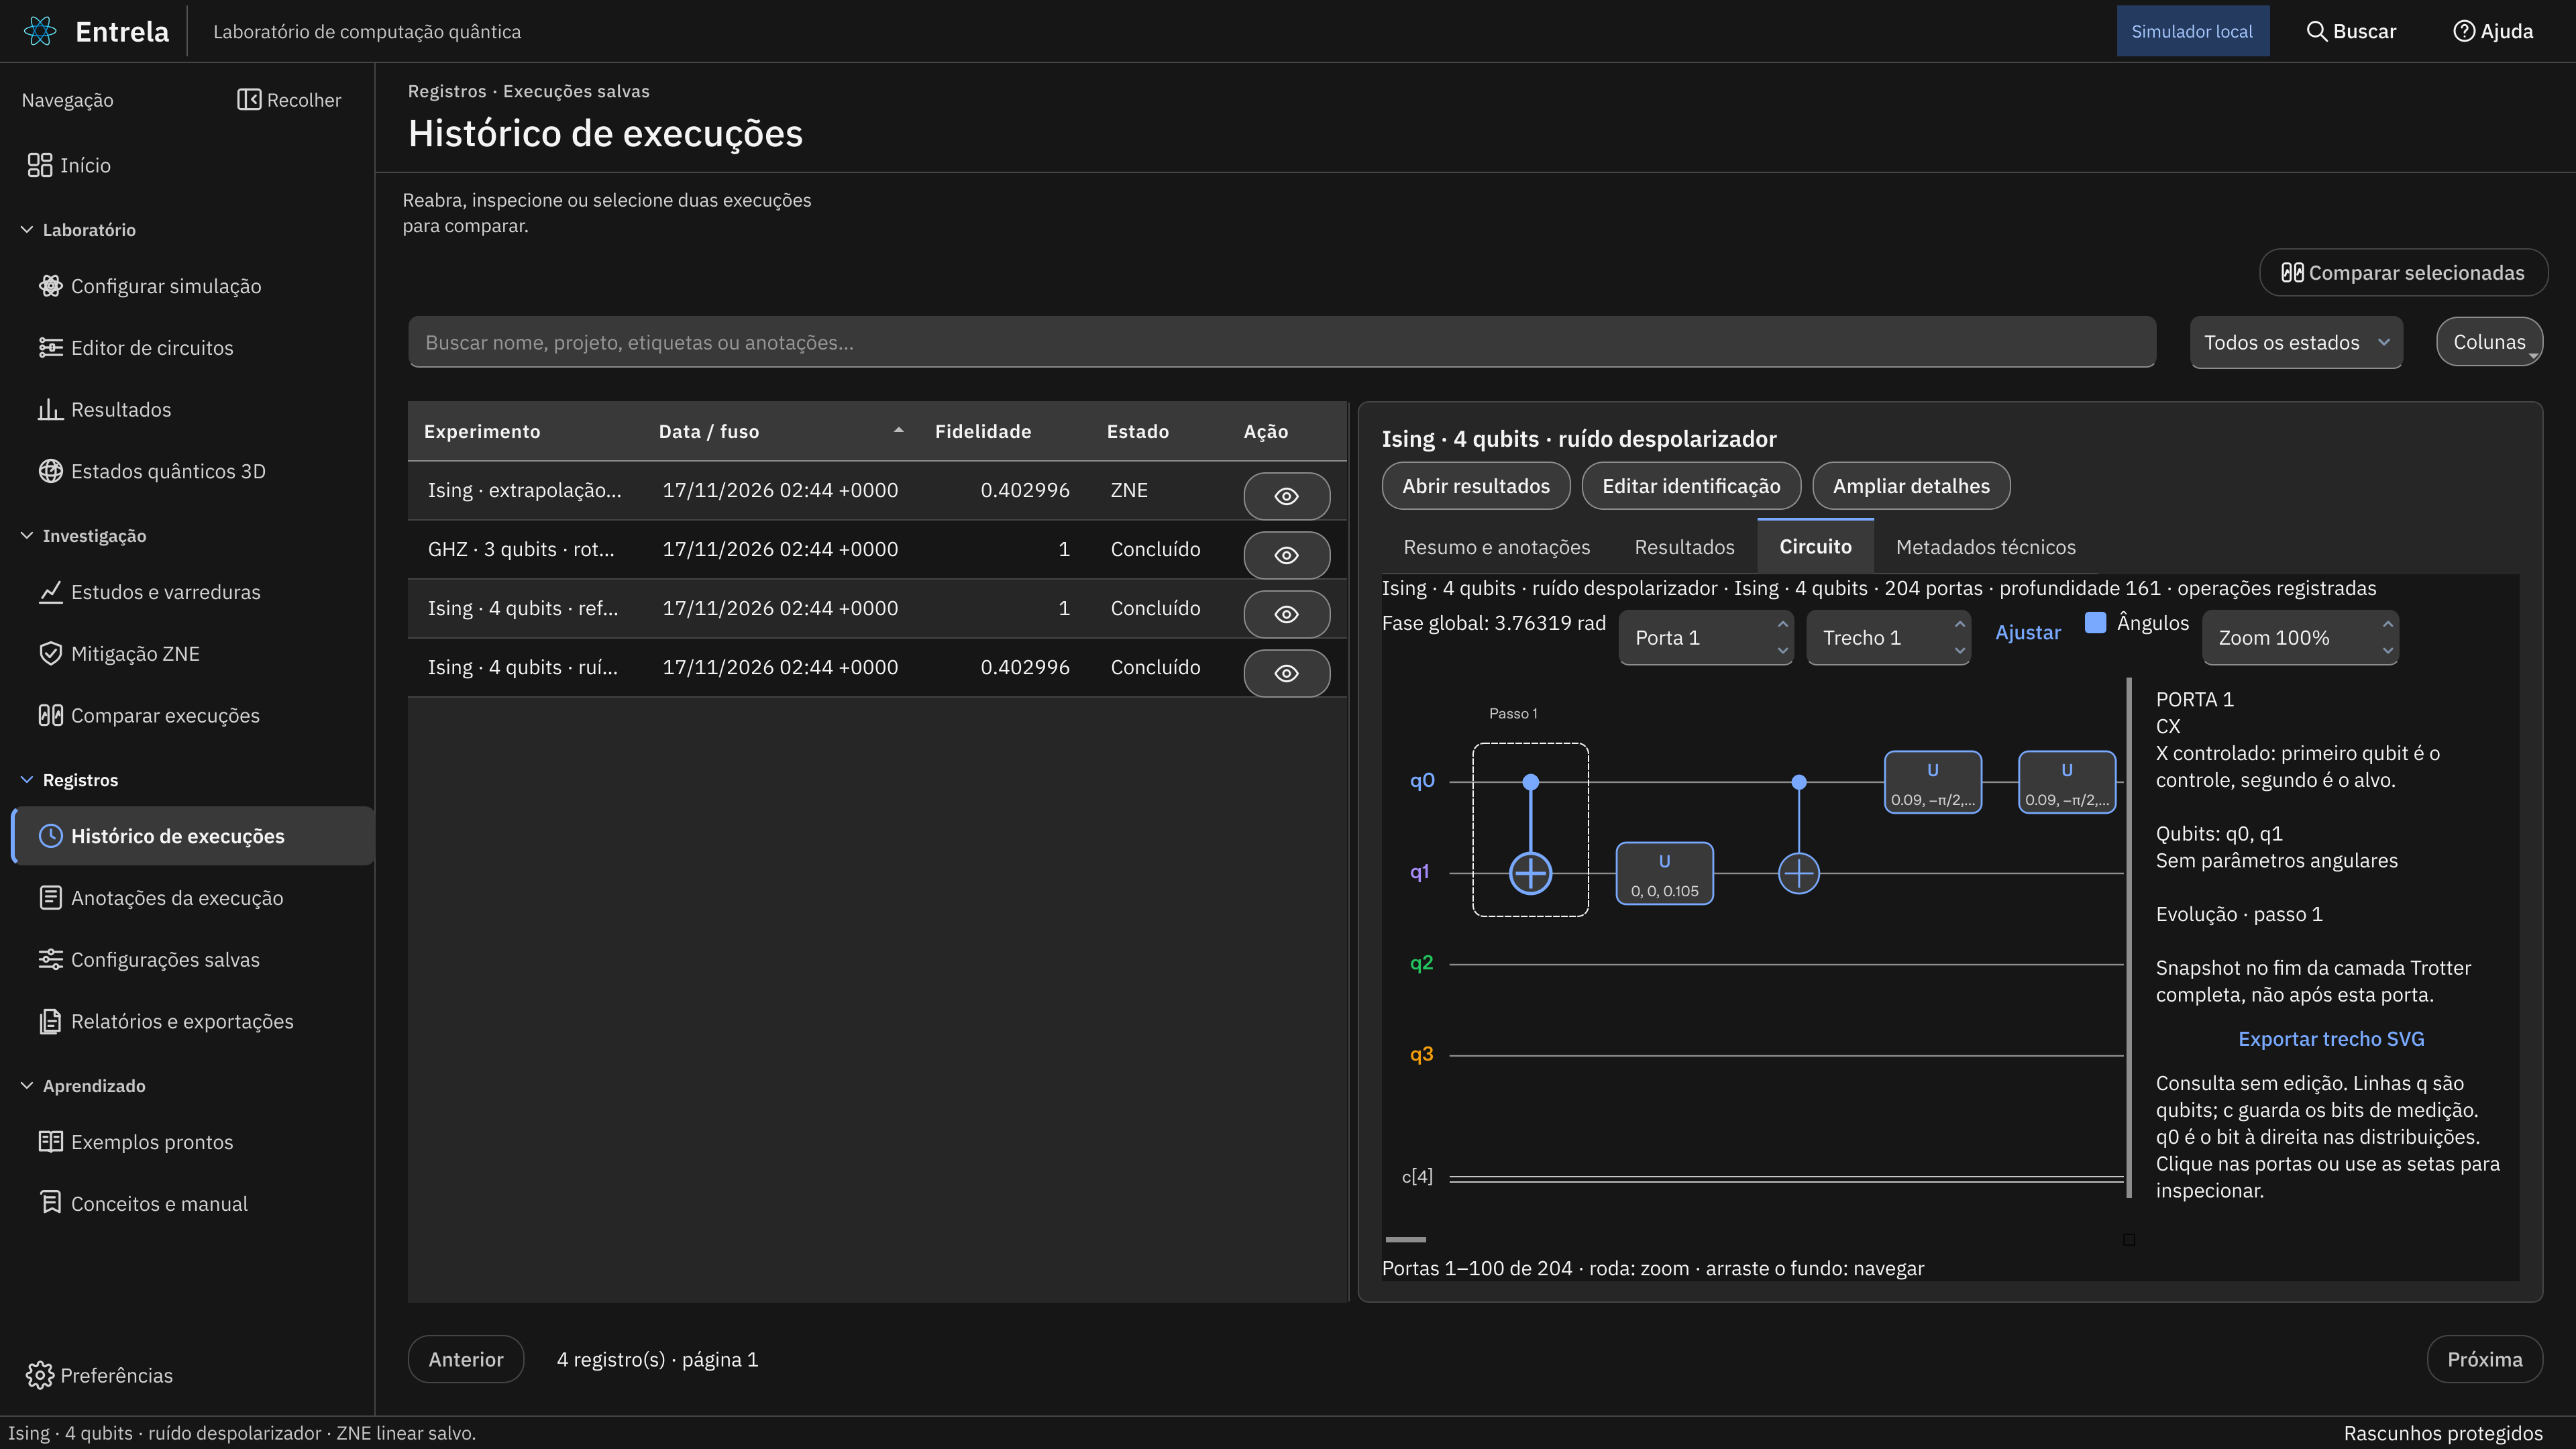 Entrela
Laboratório de computação quântica
Simulador local
Buscar
Ajuda
Navegação
Recolher
Início
Laboratório
Configurar simulação
Editor de circuitos
Resultados
Estados quânticos 3D
Investigação
Estudos e varreduras
Mitigação ZNE
Comparar execuções
Registros
Histórico de execuções
Anotações da execução
Configurações salvas
Relatórios e exportações
Aprendizado
Exemplos prontos
Conceitos e manual
Preferências
Registros · Execuções salvas
Histórico de execuções
Reabra, inspecione ou selecione duas execuções
para comparar.
Comparar selecionadas
Buscar nome, projeto, etiquetas ou anotações...
Todos os estados
Colunas
Experimento Data / fuso Fidelidade Estado Ação
Ising · extrapolação... 17/11/2026 02:44 +0000 0.402996 ZNE
GHZ · 3 qubits · rot... 17/11/2026 02:44 +0000 1 Concluído
Ising · 4 qubits · ref... 17/11/2026 02:44 +0000 1 Concluído
Ising · 4 qubits · ruí... 17/11/2026 02:44 +0000 0.402996 Concluído
Ising · 4 qubits · ruído despolarizador
Abrir resultados
Editar identificação
Ampliar detalhes
Resumo e anotações
Resultados
Circuito
Metadados técnicos
Ising · 4 qubits · ruído despolarizador · Ising · 4 qubits · 204 portas · profundidade 161 · operações registradas
Fase global: 3.76319 rad
Porta 1
Trecho 1
Ajustar
Ângulos
Zoom 100%
Passo 1
q0
U
0.09, −π/2,...
U
0.09, −π/2,...
q1
U
0, 0, 0.105
q2
q3
c[4]
PORTA 1
CX
X controlado: primeiro qubit é o
controle, segundo é o alvo.
Qubits: q0, q1
Sem parâmetros angulares
Evolução · passo 1
Snapshot no fim da camada Trotter
completa, não após esta porta.
Exportar trecho SVG
Consulta sem edição. Linhas q são
qubits; c guarda os bits de medição.
q0 é o bit à direita nas distribuições.
Clique nas portas ou use as setas para
inspecionar.
Portas 1–100 de 204 · roda: zoom · arraste o fundo: navegar
Anterior
4 registro(s) · página 1
Próxima
Ising · 4 qubits · ruído despolarizador · ZNE linear salvo.
Rascunhos protegidos